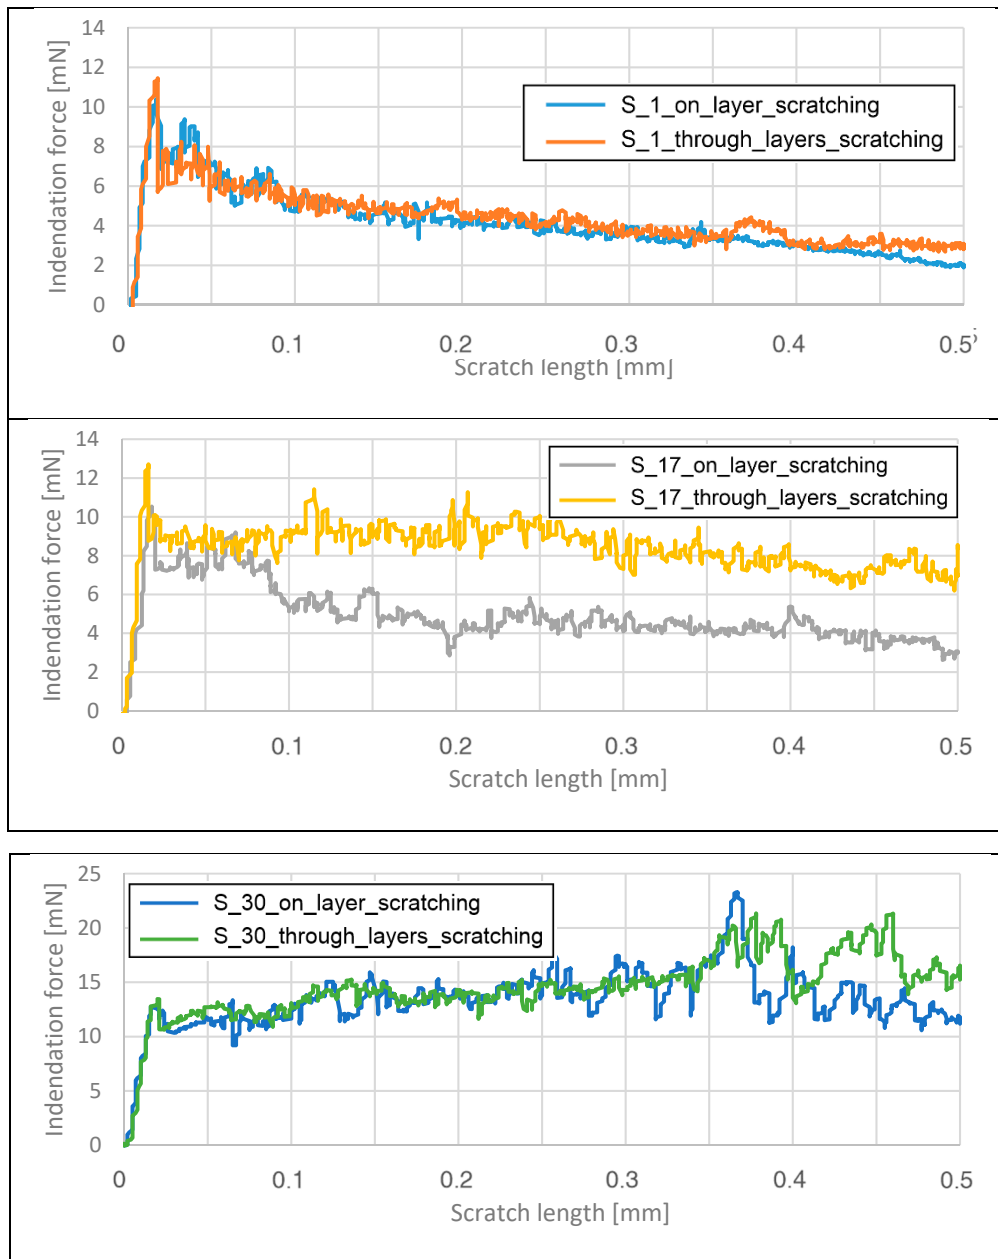 Indendation force [mN]
14
12
10
8
6
4
2
0
S_1_on_layer_scratching
S_1_through_layers_scratching
0 0.1 0.2 0.3 0.4 0.5
Scratch length [mm]
Indendation force [mN]
14
12
10
8
6
4
2
0
S_17_on_layer_scratching
S_17_through_layers_scratching
0 0.1 0.2 0.3 0.4 0.5
Scratch length [mm]
Indendation force [mN]
25
20
15
10
5
0
S_30_on_layer_scratching
S_30_through_layers_scratching
0 0.1 0.2 0.3 0.4 0.5
Scratch length [mm]